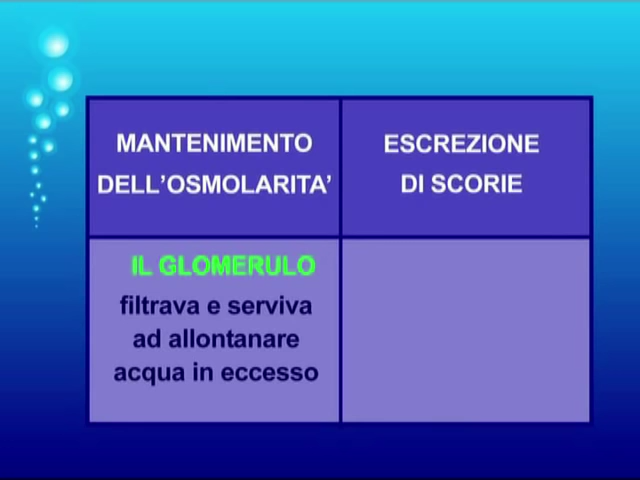 MANTENIMENTO
DELL'OSMOLARITA'
ESCREZIONE
DI SCORIE
IL GLOMERULO
filtrava e serviva
ad allontanare
acqua in eccesso